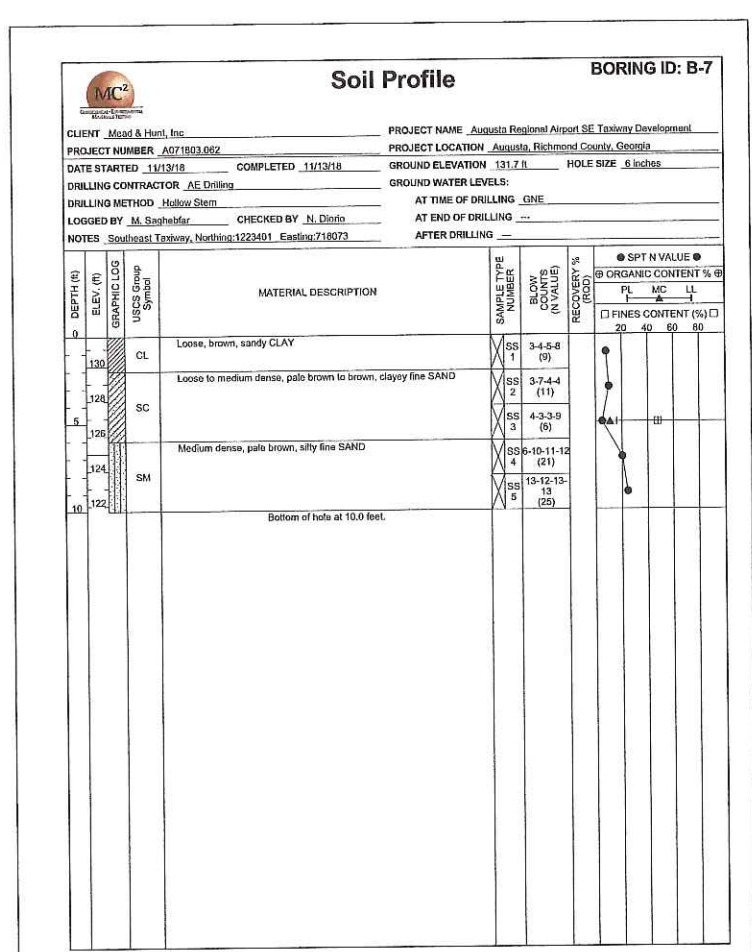 MC²
Soil Profile
BORING ID: B-7
CLIENT Mead & Hunt, Inc
PROJECT NAME Augusta Regional Airport SE Taxiway Development
PROJECT NUMBER A071803.062
PROJECT LOCATION Augusta, Richmond County, Georgia
DATE STARTED 11/13/18 COMPLETED 11/13/18
GROUND ELEVATION 131.7 ft HOLE SIZE 6 inches
DRILLING CONTRACTOR AE Drilling
GROUND WATER LEVELS:
DRILLING METHOD Hollow Stem
AT TIME OF DRILLING GNE
LOGGED BY M. Saghebfar CHECKED BY N. Dinrio
AT END OF DRILLING ---
NOTES Southeast Taxiway, Northing:1223401 Easting:718073
AFTER DRILLING ---
DEPTH (ft)
ELEV. (ft)
GRAPHIC LOG
USCS Group
Symbol
MATERIAL DESCRIPTION
SAMPLE TYPE
NUMBER
BLOW
COUNTS
(N VALUE)
RECOVERY %
(RQD)
SPT N VALUE
ORGANIC CONTENT %
PL MC LL
FINES CONTENT (%)
20 40 60 80
0
Loose, brown, sandy CLAY
CL
130
SS
1
3-4-5-8
(9)
Loose to medium dense, pale brown to brown, clayey fine SAND
128
SC
5
126
SS
2
3-7-4-4
(11)
SS
3
4-3-3-9
(6)
Medium dense, pale brown, silty fine SAND
124
SM
122
10
SS
4
6-10-11-12
(21)
SS
5
13-12-13-
13
(25)
Bottom of hole at 10.0 feet.